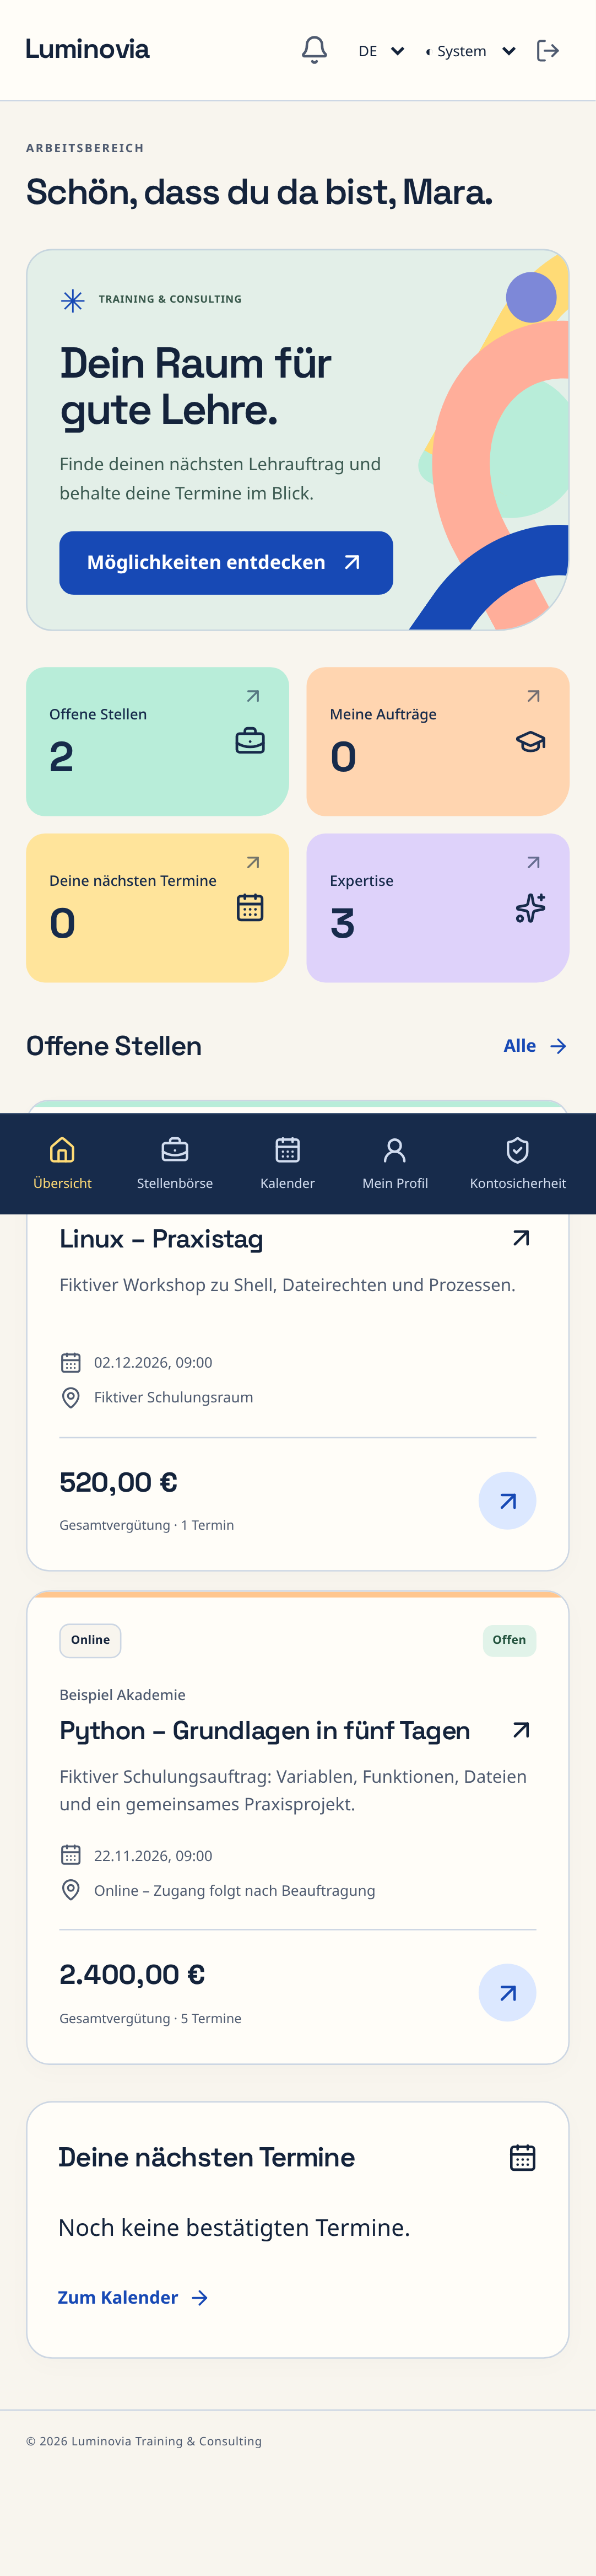 Luminovia
DE
System
ARBEITSBEREICH
Schön, dass du da bist, Mara.
TRAINING & CONSULTING
Dein Raum für
gute Lehre.
Finde deinen nächsten Lehrauftrag und
behalte deine Termine im Blick.
Möglichkeiten entdecken
Offene Stellen
2
Meine Aufträge
0
Deine nächsten Termine
0
Expertise
3
Offene Stellen
Alle
Übersicht
Stellenbörse
Kalender
Mein Profil
Kontosicherheit
Linux – Praxistag
Fiktiver Workshop zu Shell, Dateirechten und Prozessen.
02.12.2026, 09:00
Fiktiver Schulungsraum
520,00 €
Gesamtvergütung · 1 Termin
Online
Offen
Beispiel Akademie
Python – Grundlagen in fünf Tagen
Fiktiver Schulungsauftrag: Variablen, Funktionen, Dateien
und ein gemeinsames Praxisprojekt.
22.11.2026, 09:00
Online – Zugang folgt nach Beauftragung
2.400,00 €
Gesamtvergütung · 5 Termine
Deine nächsten Termine
Noch keine bestätigten Termine.
Zum Kalender
© 2026 Luminovia Training & Consulting